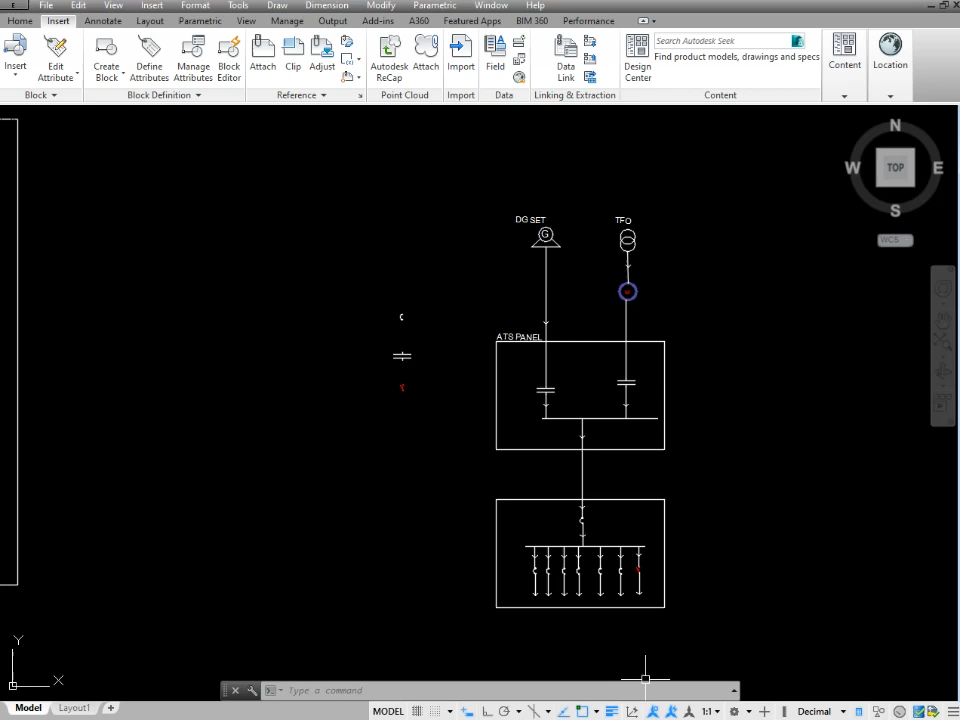 File Edit View Insert Format Tools Draw Dimension Modify Parametric Window Help
Home Insert Annotate Layout Parametric View Manage Output Add-ins A360 Featured Apps BIM 360 Performance
Insert
Edit Attribute
Create Block
Define Attributes
Manage Attributes
Block Editor
Attach
Clip
Adjust
Autodesk ReCap
Attach
Import
Field
Data Link
Design Center
Search Autodesk Seek
Find product models, drawings and specs
Content
Location
Block Block Definition Reference Point Cloud Import Data Linking & Extraction Content
N
W TOP E
S
WCS
DG SET TFO
G
ATS PANEL
Y
X
Type a command
Model Layout1 MODEL 1:1 Decimal